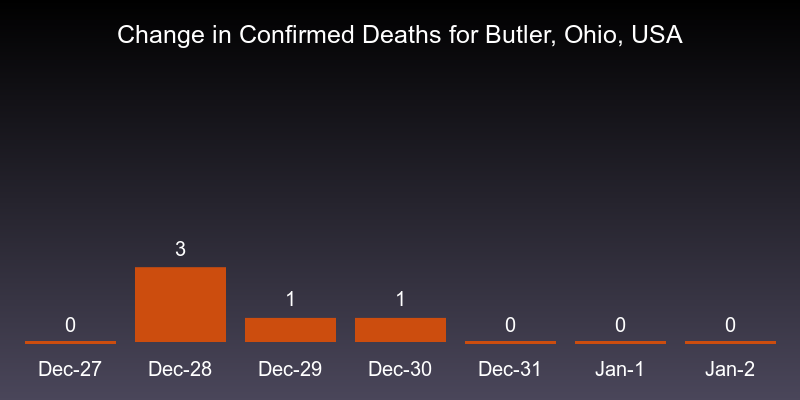 Change in Confirmed Deaths for Butler, Ohio, USA
3
1 1
0 0 0 0
Dec-27 Dec-28 Dec-29 Dec-30 Dec-31 Jan-1 Jan-2